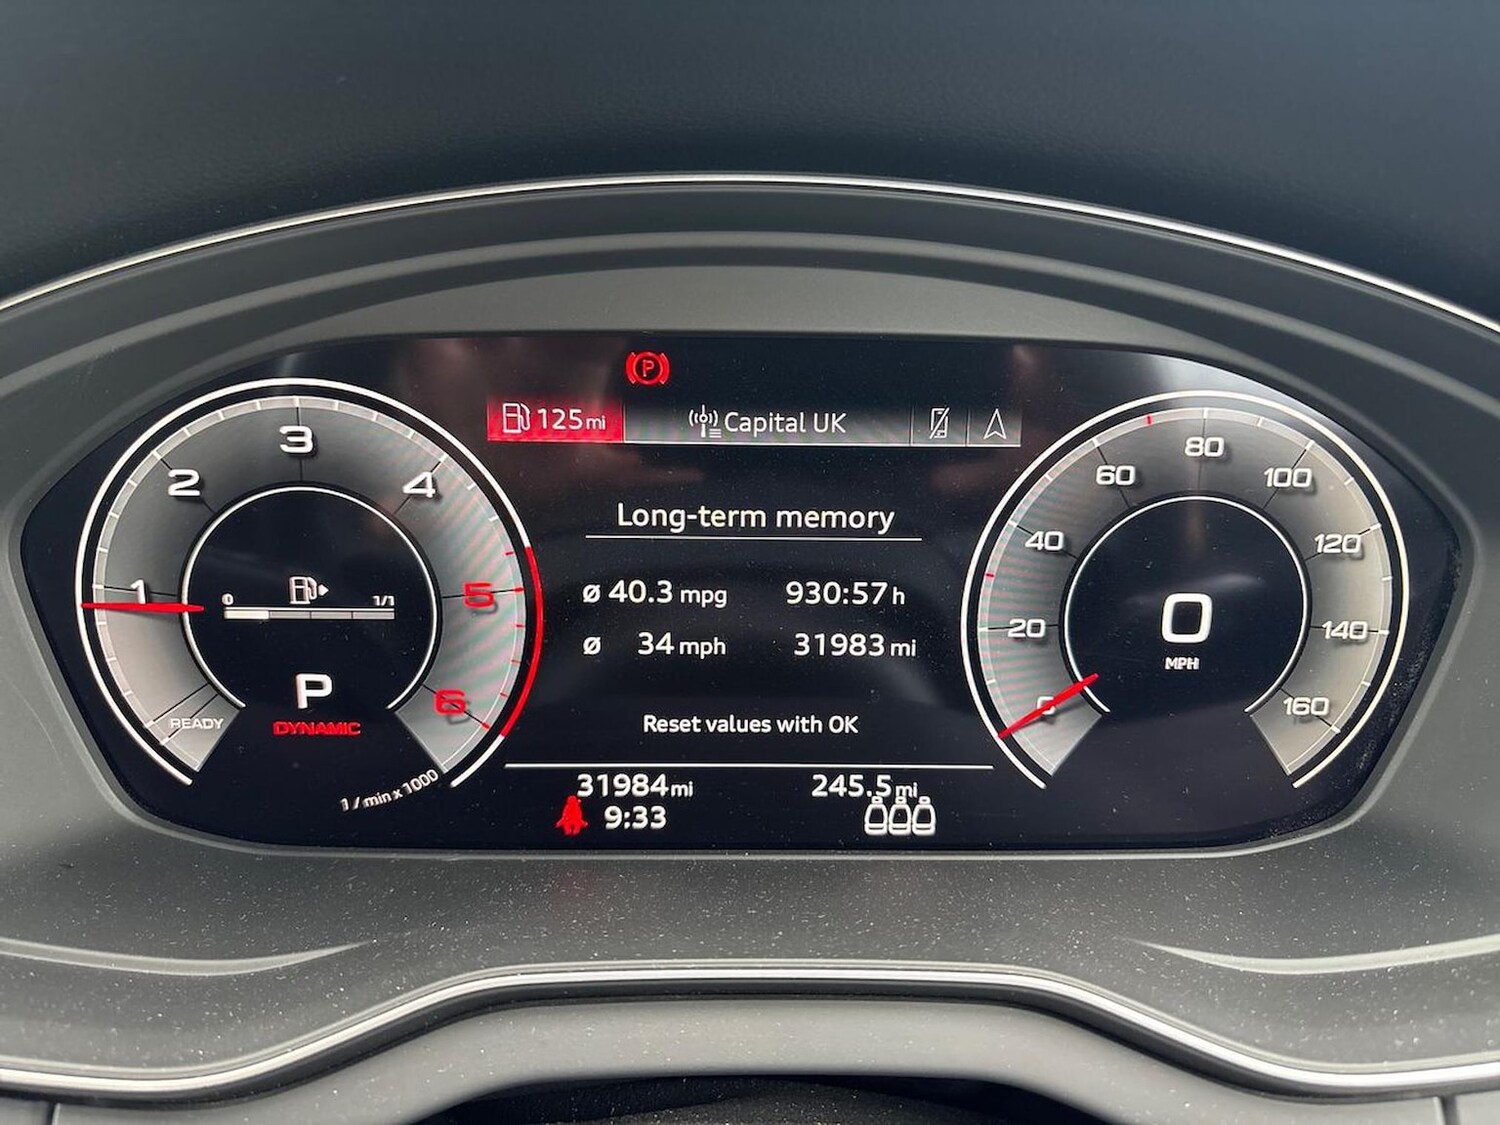 P
125 mi Capital UK
Long-term memory
ø 40.3 mpg 930:57 h
ø 34 mph 31983 mi
Reset values with OK
31984 mi 245.5 mi
9:33
READY 1 2 3 4 5 6
0 1/1
P
DYNAMIC
1 / min x 1000
0 20 40 60 80 100 120 140 160
0
MPH